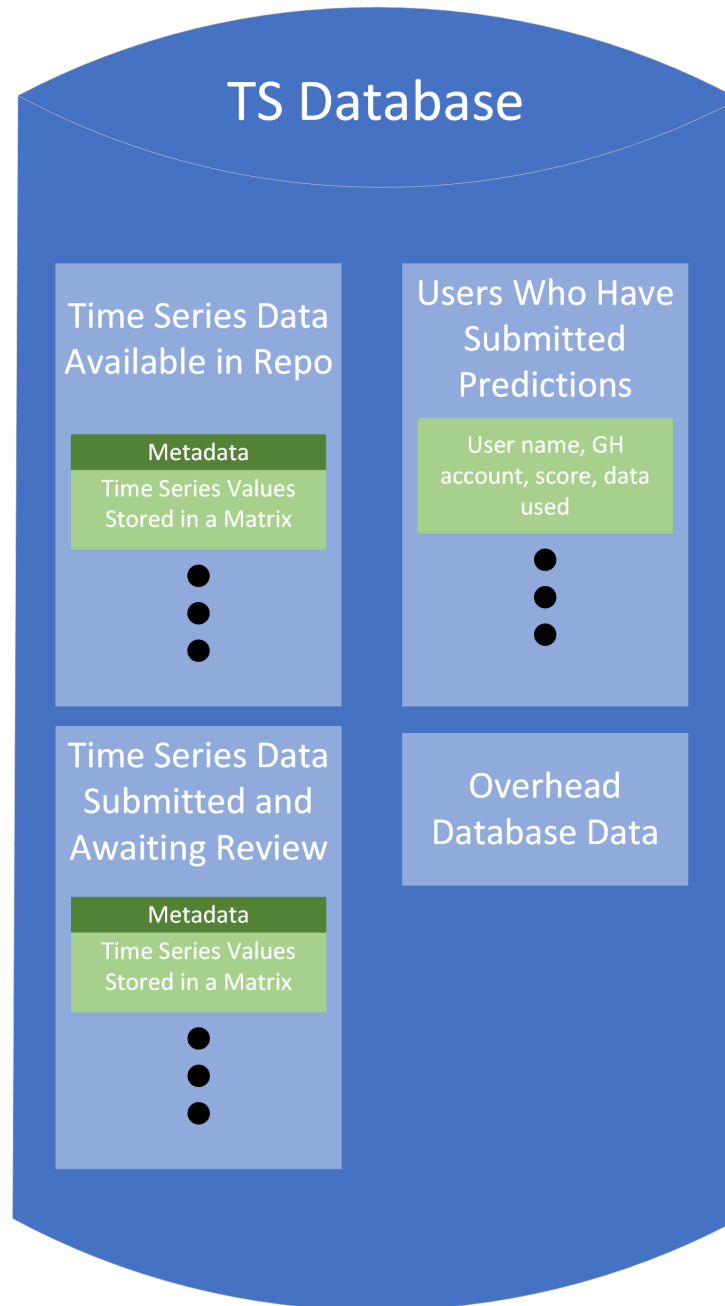 TS Database
Time Series Data
Available in Repo
Metadata
Time Series Values
Stored in a Matrix
Users Who Have
Submitted
Predictions
User name, GH
account, score, data
used
Time Series Data
Submitted and
Awaiting Review
Metadata
Time Series Values
Stored in a Matrix
Overhead
Database Data